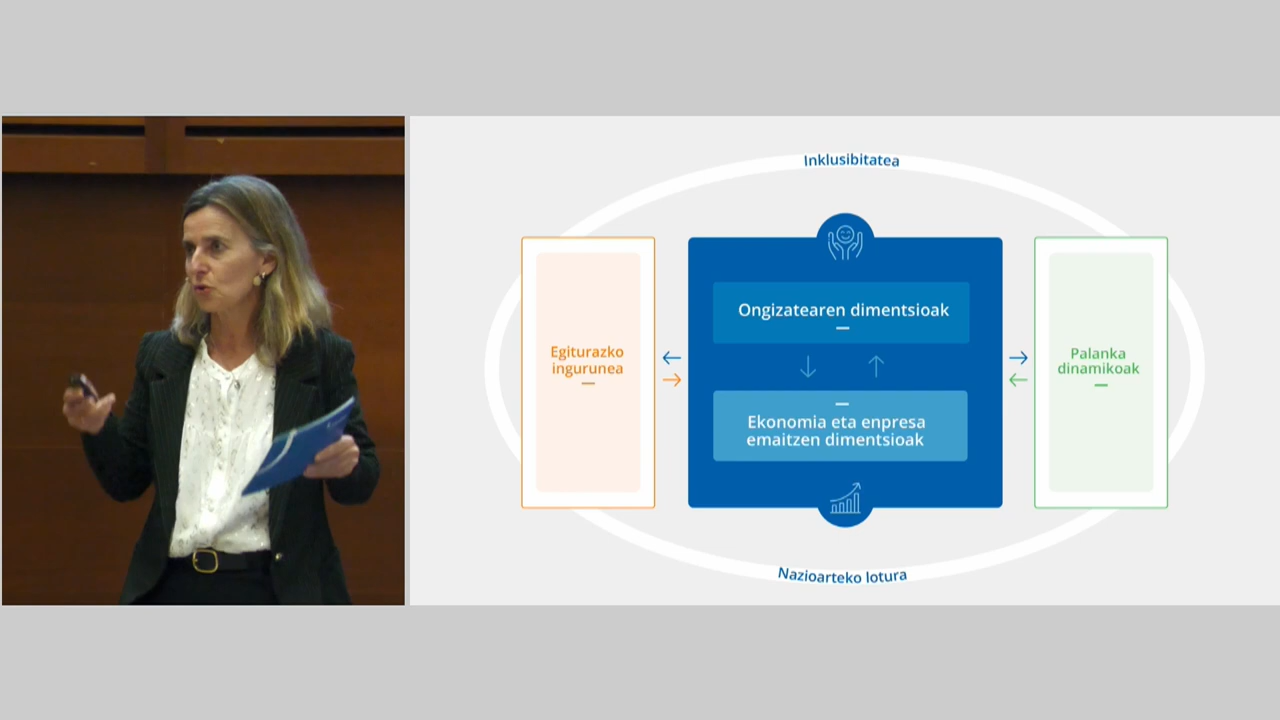 Inklusibitatea
Egiturazko
ingurunea
Ongizatearen dimentsioak
Ekonomia eta enpresa
emaitzen dimentsioak
Palanka
dinamikoak
Nazioarteko lotura